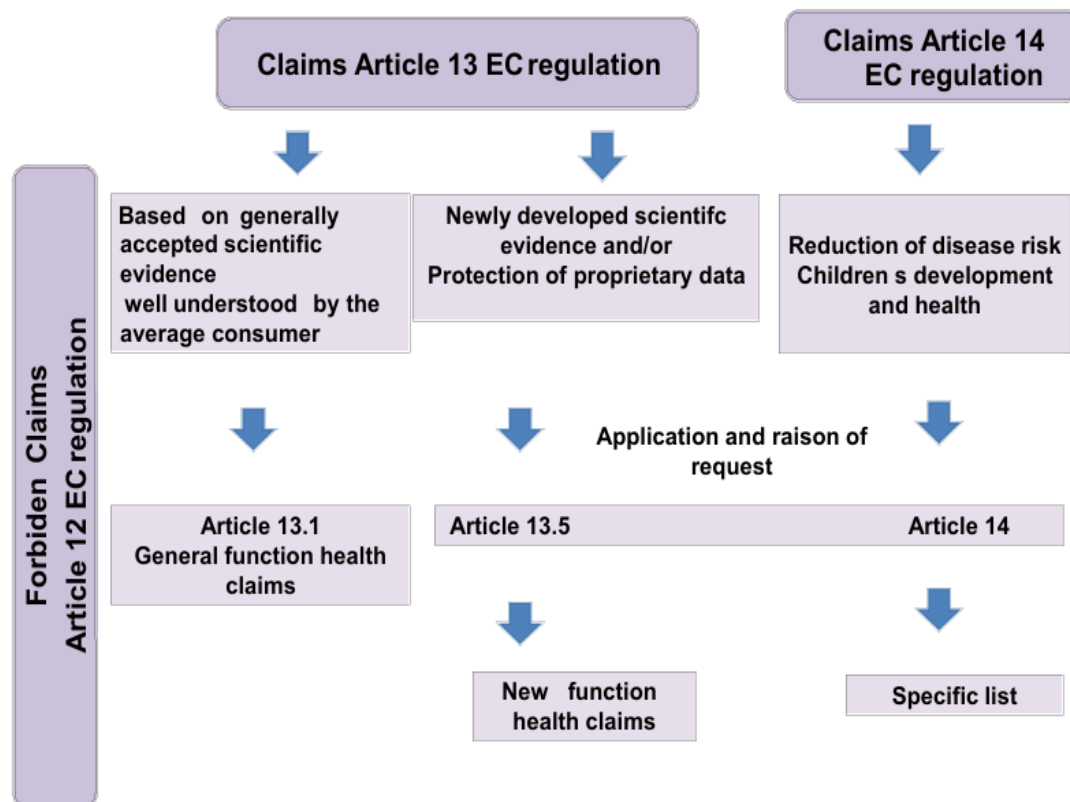 Claims Article 13 EC regulation
Claims Article 14
EC regulation
Forbiden Claims
Article 12 EC regulation
Based on generally
accepted scientific
evidence
well understood by the
average consumer
Newly developed scientifc
evidence and/or
Protection of proprietary data
Reduction of disease risk
Children s development
and health
Application and raison of
request
Article 13.1
General function health
claims
Article 13.5
Article 14
New function
health claims
Specific list